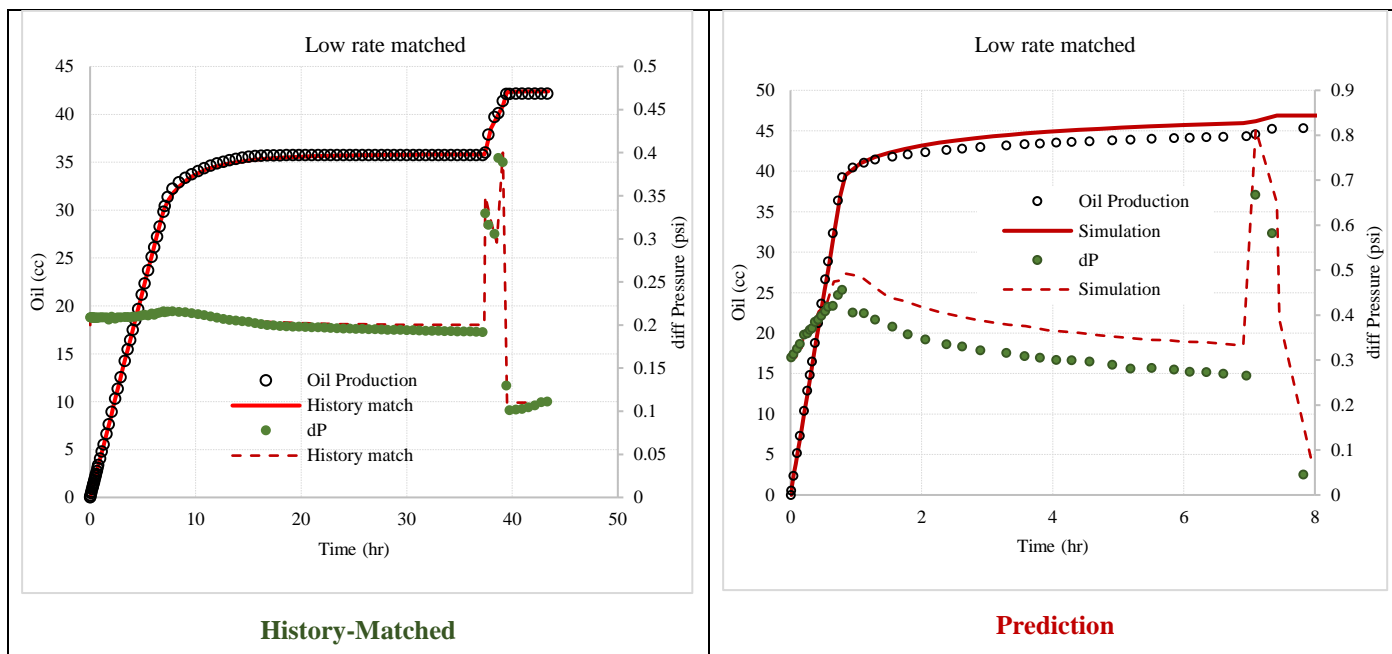 Low rate matched
45
40
35
30
25
20
15
10
5
0
Oil (cc)
0.5
0.45
0.4
0.35
0.3
0.25
0.2
0.15
0.1
0.05
0
diff Pressure (psi)
Oil Production
History match
dP
History match
0 10 20 30 40 50
Time (hr)
History-Matched
Low rate matched
50
45
40
35
30
25
20
15
10
5
0
Oil (cc)
0.9
0.8
0.7
0.6
0.5
0.4
0.3
0.2
0.1
0
diff Pressure (psi)
Oil Production
Simulation
dP
Simulation
0 2 4 6 8
Time (hr)
Prediction